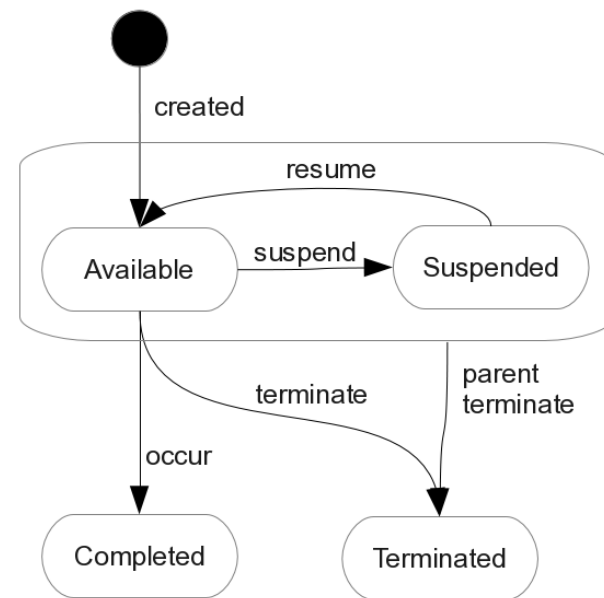 created
resume
Available
suspend
Suspended
terminate
parent
terminate
occur
Completed
Terminated